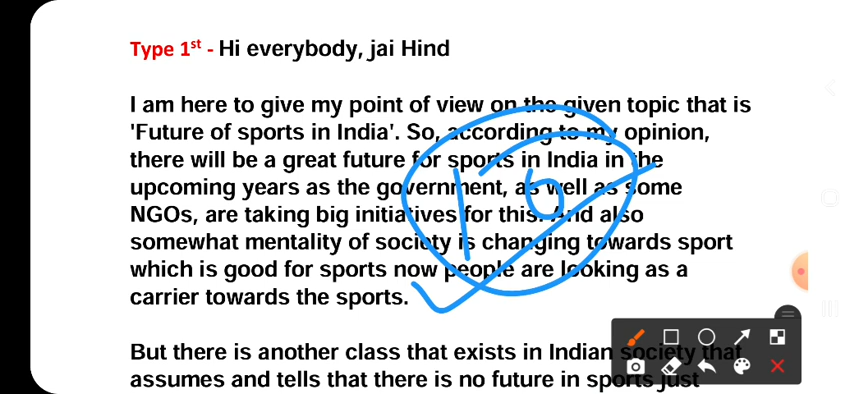 Type 1st - Hi everybody, jai Hind
I am here to give my point of view on the given topic that is
'Future of sports in India'. So, according to my opinion,
there will be a great future for sports in India in the
upcoming years as the government, as well as some
NGOs, are taking big initiatives for this. And also
somewhat mentality of society is changing towards sport
which is good for sports now people are looking as a
carrier towards the sports.
10
But there is another class that exists in Indian society that
assumes and tells that there is no future in sports just